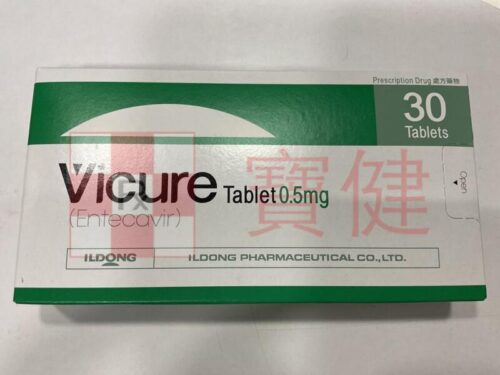 Prescription Drug 處方藥物
30
Tablets
Open
Vicure Tablet 0.5mg
(Entecavir)
寶健
ILDONG
ILDONG PHARMACEUTICAL CO., LTD.